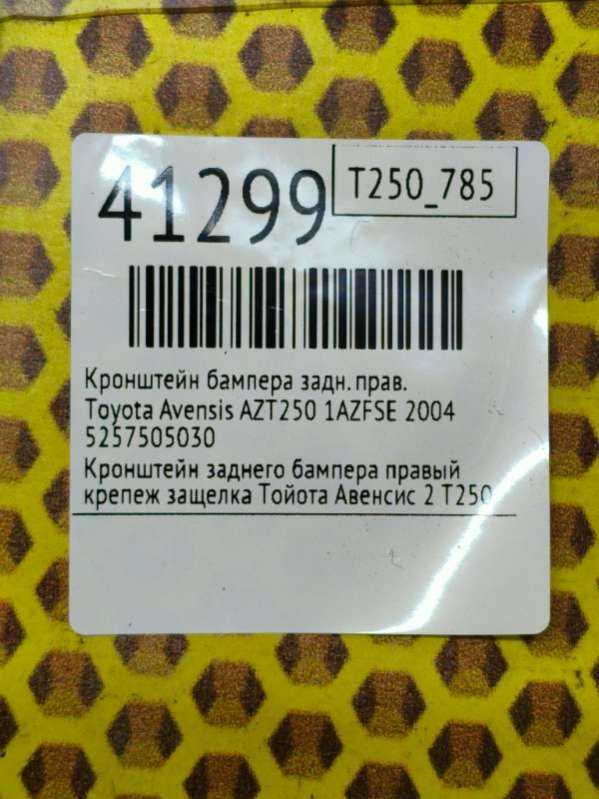 41299
T250_785
Кронштейн бампера задн. прав.
Toyota Avensis AZT250 1AZFSE 2004
5257505030
Кронштейн заднего бампера правый
крепеж защелка Тойота Авенсис 2 Т250